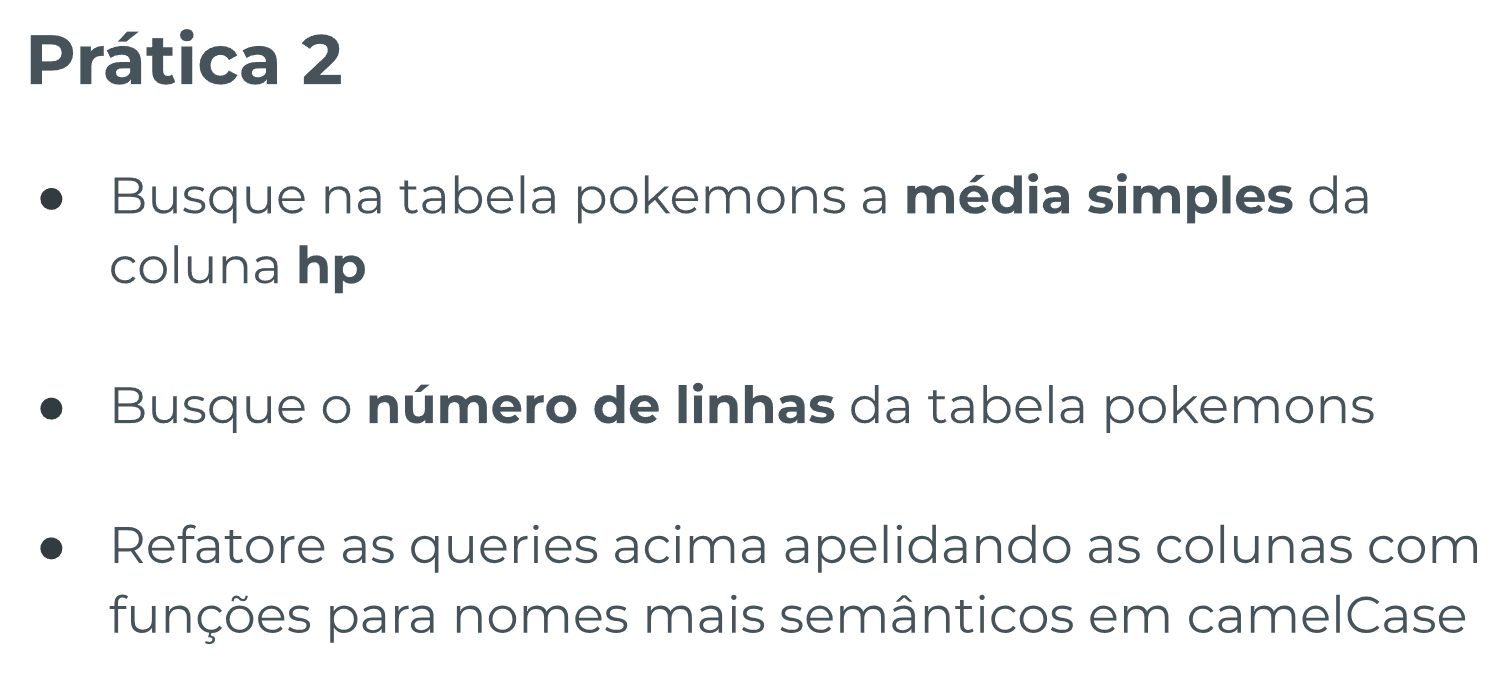 Prática 2
● Busque na tabela pokemons a média simples da
coluna hp
● Busque o número de linhas da tabela pokemons
● Refatore as queries acima apelidando as colunas com
funções para nomes mais semânticos em camelCase